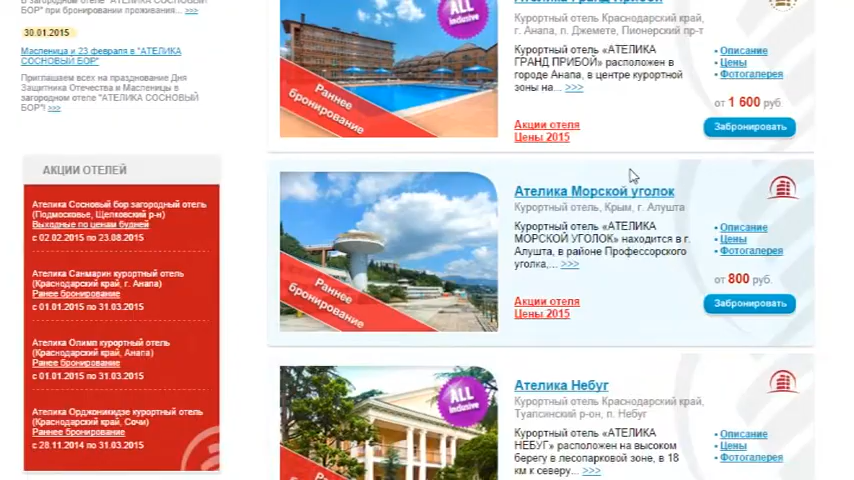 В загородном отеле "АТЕЛИКА СОСНОВЫЙ
БОР" при бронировании проживания... >>>
30.01.2015
Масленица и 23 февраля в "АТЕЛИКА
СОСНОВЫЙ БОР"
Приглашаем всех на празднование Дня
Защитника Отечества и Масленицы в
загородном отеле "АТЕЛИКА СОСНОВЫЙ
БОР"! >>
АКЦИИ ОТЕЛЕЙ
Ателика Сосновый бор загородный отель
(Подмосковье, Щелковский р-н)
Выходные по ценам будней
с 02.02.2015 по 23.08.2015
Ателика Санмарин курортный отель
(Краснодарский край, г. Анапа)
Ранее бронирование
с 01.01.2015 по 31.03.2015
Ателика Олимп курортный отель
(Краснодарский край, Анапа)
Ранее бронирование
с 01.01.2015 по 31.03.2015
Ателика Орджоникидзе курортный отель
(Краснодарский край, Сочи)
Раннее бронирование
с 28.11.2014 по 31.03.2015
ALL
inclusive
Раннее
бронирование
Ателика Гранд Прибой
Курортный отель Краснодарский край,
г. Анапа, п. Джемете, Пионерский пр-т
Курортный отель «АТЕЛИКА
ГРАНД ПРИБОЙ» расположен в
городе Анапа, в центре курортной
зоны на... >>>
Акции отеля
Цены 2015
• Описание
• Цены
• Фотогалерея
от 1 600 руб.
Забронировать
Раннее
бронирование
Ателика Морской уголок
Курортный отель, Крым, г. Алушта
Курортный отель «АТЕЛИКА
МОРСКОЙ УГОЛОК» находится в г.
Алушта, в районе Профессорского
уголка,... >>>
Акции отеля
Цены 2015
• Описание
• Цены
• Фотогалерея
от 800 руб.
Забронировать
ALL
inclusive
Раннее
Ателика Небуг
Курортный отель Краснодарский край,
Туапсинский р-он, п. Небуг
Курортный отель «АТЕЛИКА
НЕБУГ» расположен на высоком
берегу в лесопарковой зоне, в 18
км к северу... >>>
• Описание
• Цены
• Фотогалерея